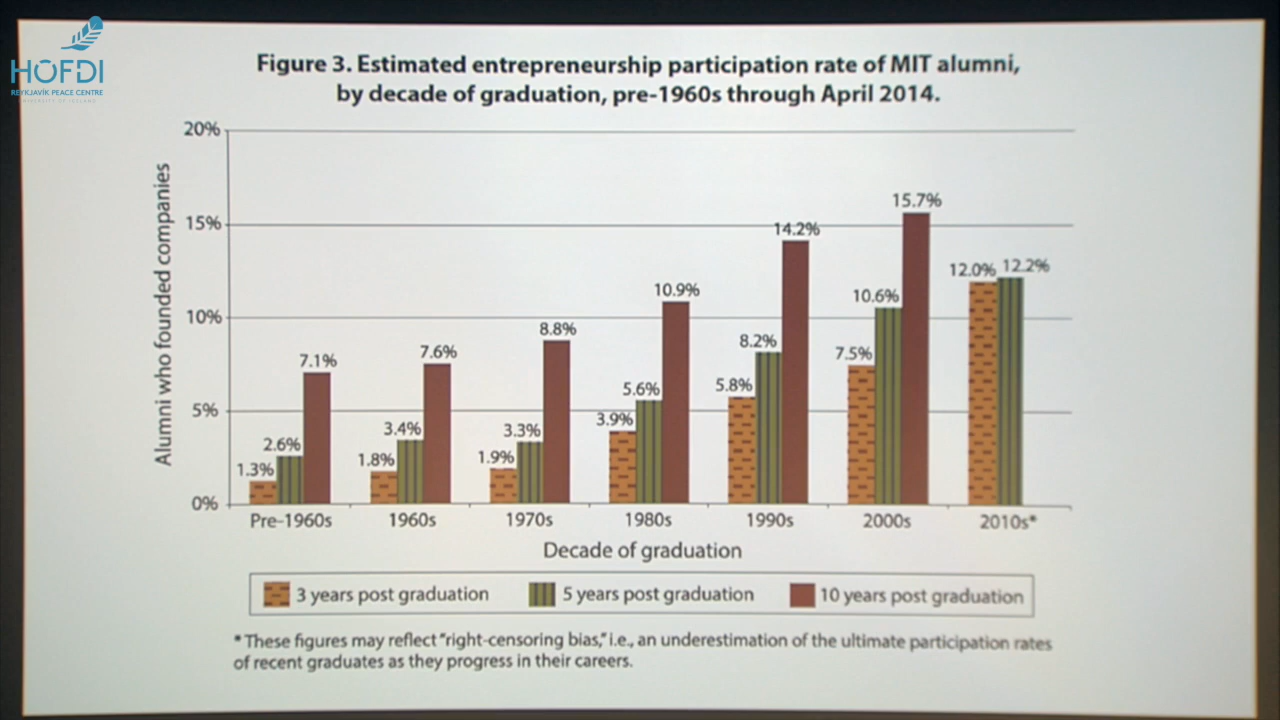 HÖFDI
REYKJAVÍK PEACE CENTRE
UNIVERSITY OF ICELAND
Figure 3. Estimated entrepreneurship participation rate of MIT alumni,
by decade of graduation, pre-1960s through April 2014.
Alumni who founded companies
20%
15%
10%
5%
0%
1.3%
2.6%
7.1%
1.8%
3.4%
7.6%
1.9%
3.3%
8.8%
3.9%
5.6%
10.9%
5.8%
8.2%
14.2%
7.5%
10.6%
15.7%
12.0%
12.2%
Pre-1960s 1960s 1970s 1980s 1990s 2000s 2010s*
Decade of graduation
3 years post graduation 5 years post graduation 10 years post graduation
* These figures may reflect "right-censoring bias," i.e., an underestimation of the ultimate participation rates
of recent graduates as they progress in their careers.